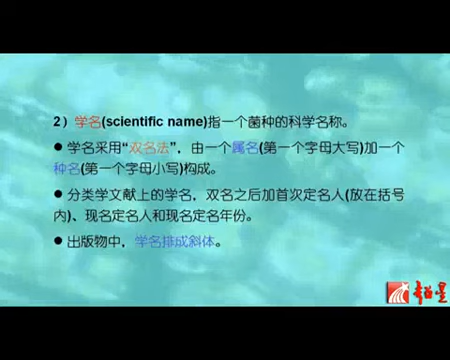 2）学名(scientific name)指一个菌种的科学名称。
● 学名采用“双名法”，由一个属名(第一个字母大写)加一个
种名(第一个字母小写)构成。
● 分类学文献上的学名，双名之后加首次定名人(放在括号
内)、现名定名人和现名定名年份。
● 出版物中，学名排成斜体。